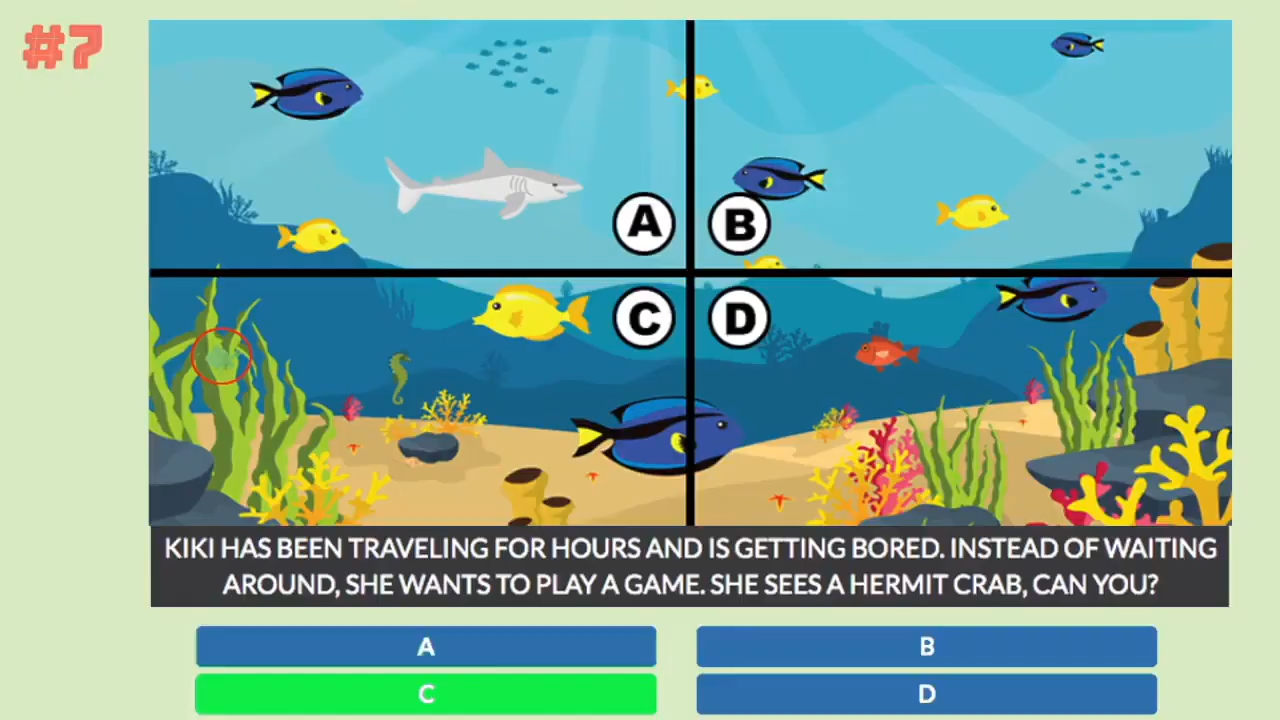 #7
A
B
C
D
KIKI HAS BEEN TRAVELING FOR HOURS AND IS GETTING BORED. INSTEAD OF WAITING
AROUND, SHE WANTS TO PLAY A GAME. SHE SEES A HERMIT CRAB, CAN YOU?
A
B
C
D